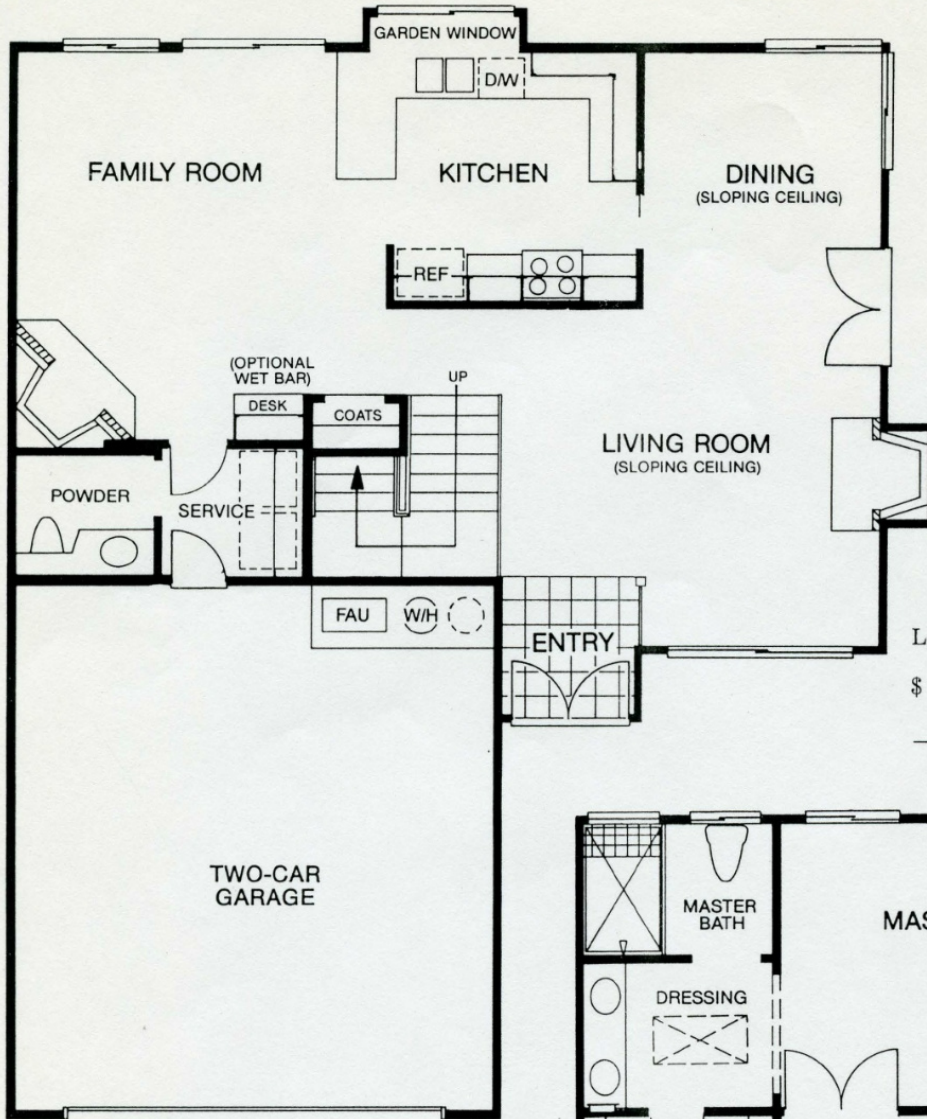 GARDEN WINDOW
D/W
FAMILY ROOM
KITCHEN
DINING
(SLOPING CEILING)
REF
(OPTIONAL
WET BAR)
DESK
COATS
UP
LIVING ROOM
(SLOPING CEILING)
POWDER
SERVICE
FAU
W/H
ENTRY
L
$
TWO-CAR
GARAGE
MASTER
BATH
MAS
DRESSING